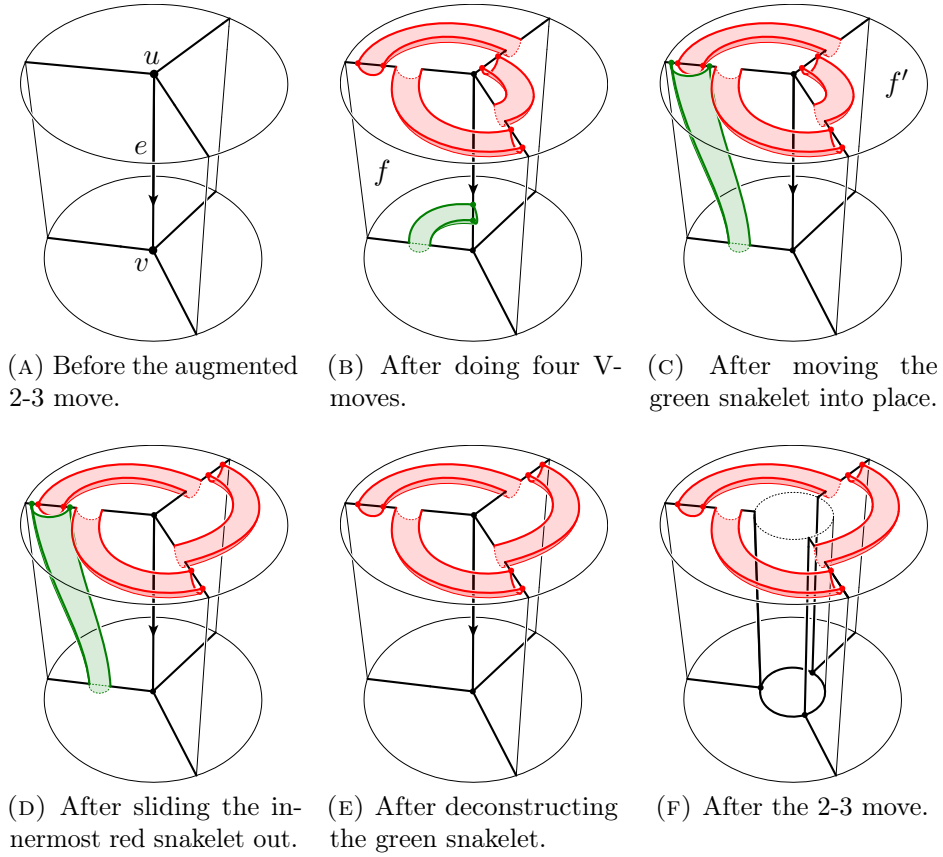 u
e
v
f
f′
(A) Before the augmented
2-3 move.
(B) After doing four V-
moves.
(C) After moving the
green snakelet into place.
(D) After sliding the in-
nermost red snakelet out.
(E) After deconstructing
the green snakelet.
(F) After the 2-3 move.